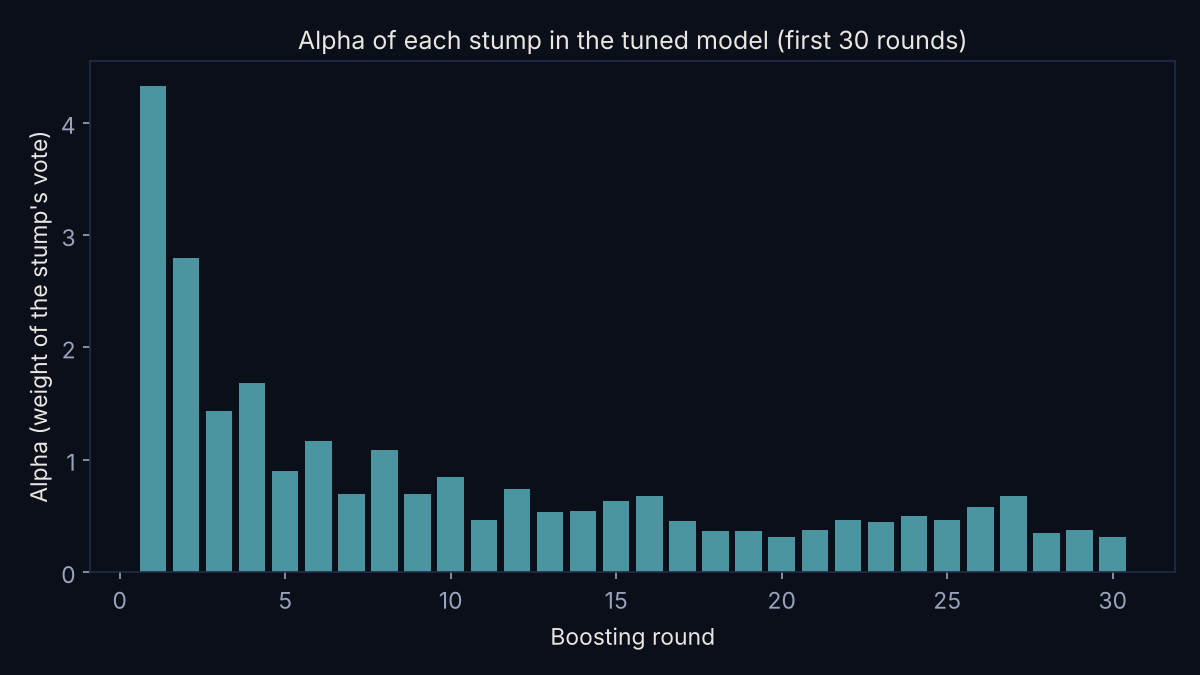 Alpha of each stump in the tuned model (first 30 rounds)
Alpha (weight of the stump's vote)
4
3
2
1
0
0 5 10 15 20 25 30
Boosting round